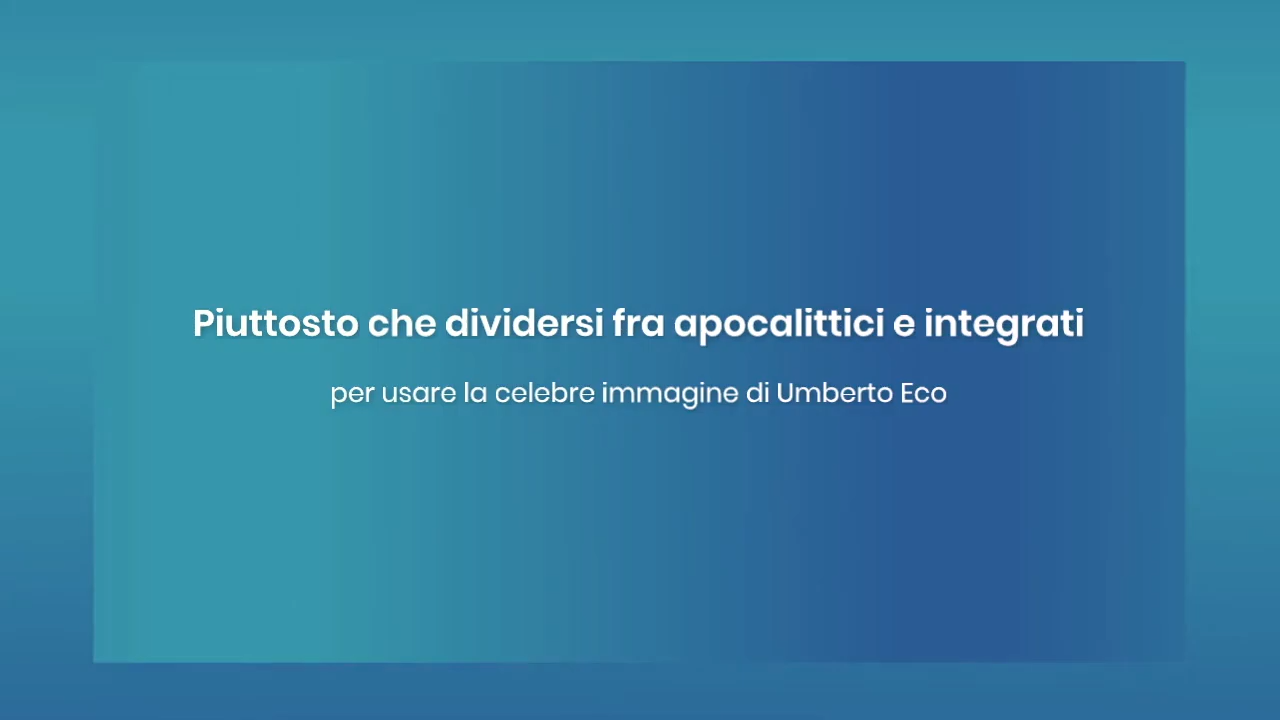 Piuttosto che dividersi fra apocalittici e integrati
per usare la celebre immagine di Umberto Eco